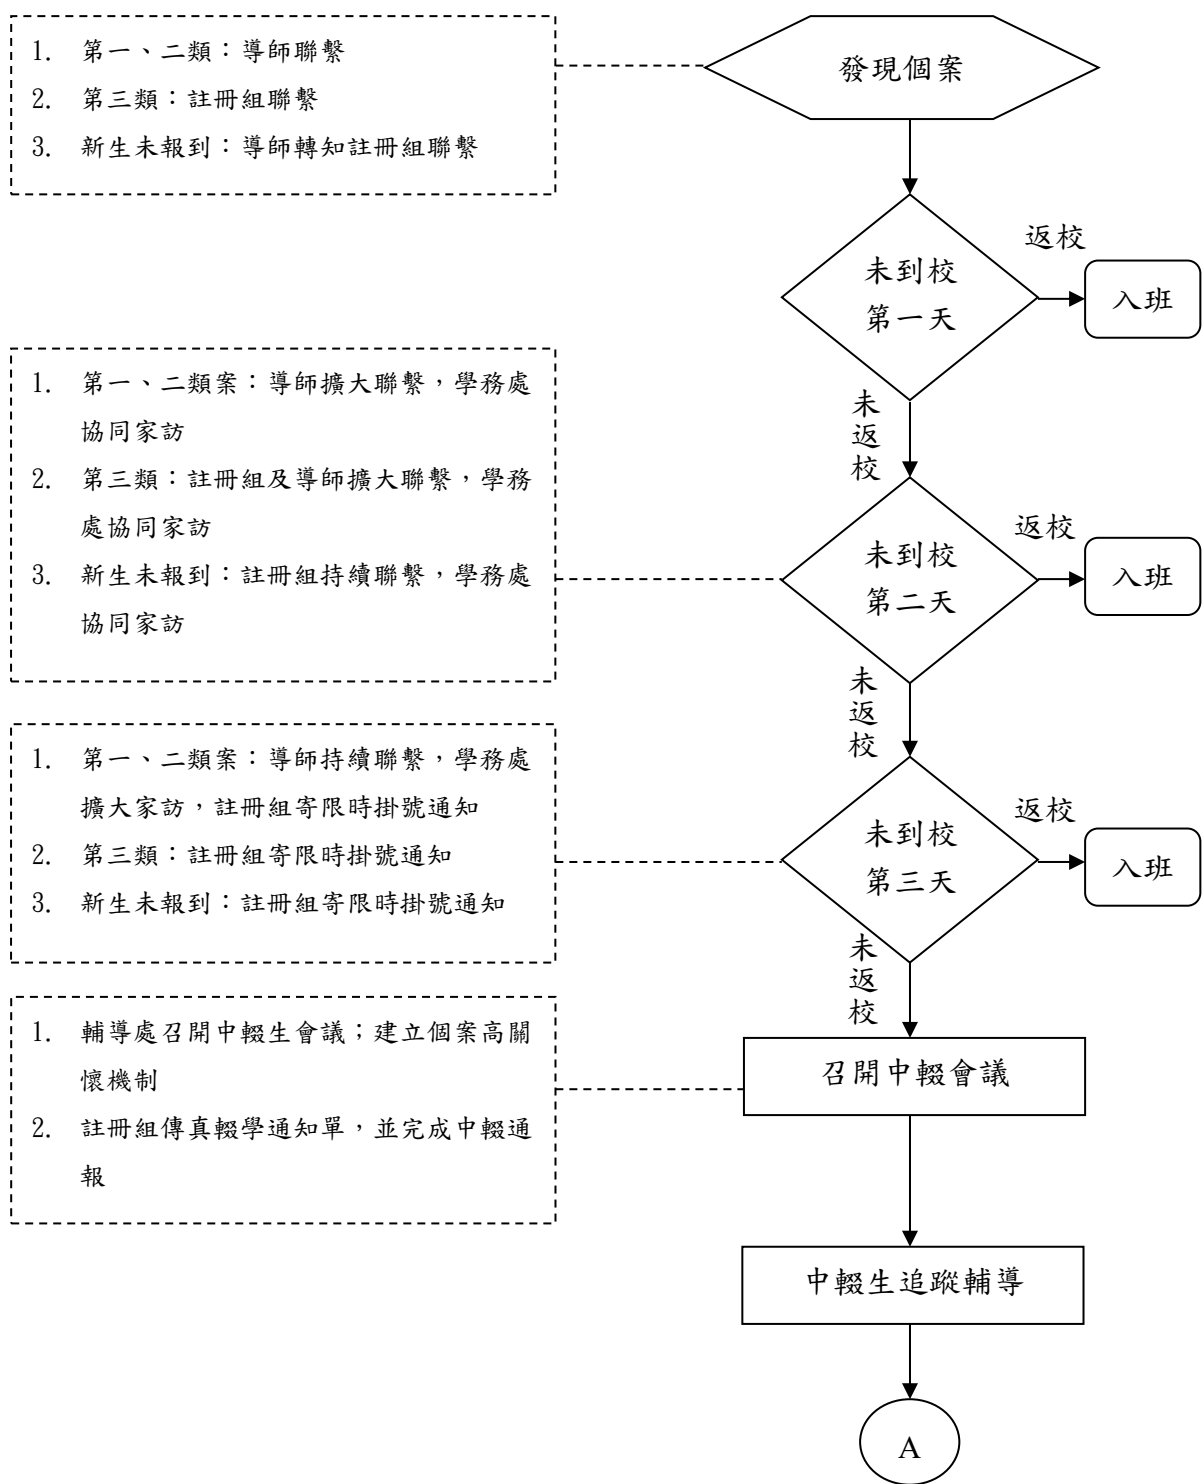 1. 第一、二類：導師聯繫
2. 第三類：註冊組聯繫
3. 新生未報到：導師轉知註冊組聯繫
發現個案
未到校
第一天
返校
入班
未
返
校
1. 第一、二類案：導師擴大聯繫，學務處
協同家訪
2. 第三類：註冊組及導師擴大聯繫，學務
處協同家訪
3. 新生未報到：註冊組持續聯繫，學務處
協同家訪
未到校
第二天
返校
入班
未
返
校
1. 第一、二類案：導師持續聯繫，學務處
擴大家訪，註冊組寄限時掛號通知
2. 第三類：註冊組寄限時掛號通知
3. 新生未報到：註冊組寄限時掛號通知
未到校
第三天
返校
入班
未
返
校
1. 輔導處召開中輟生會議；建立個案高關
懷機制
2. 註冊組傳真輟學通知單，並完成中輟通
報
召開中輟會議
中輟生追蹤輔導
A